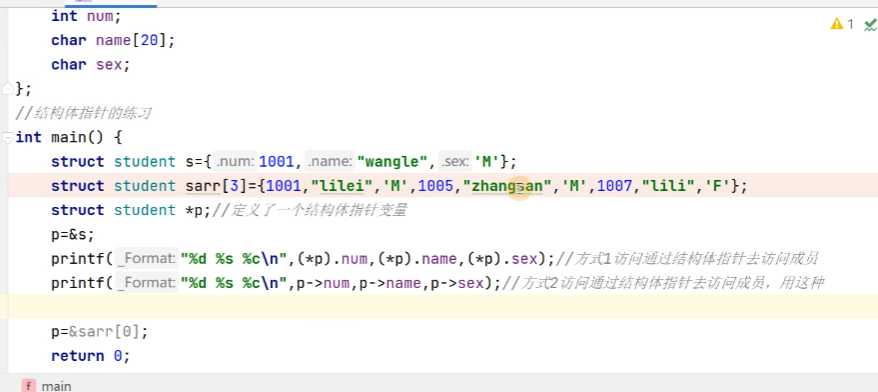 int num;
1
char name[20];
char sex;
};
//结构体指针的练习
int main() {
struct student s={ .num: 1001, .name: "wangle", .sex: 'M'};
struct student sarr[3]={1001,"lilei",'M',1005,"zhangsan",'M',1007,"lili",'F'};
struct student *p;//定义了一个结构体指针变量
p=&s;
printf( _Format: "%d %s %c\n",(*p).num,(*p).name,(*p).sex);//方式1访问通过结构体指针去访问成员
printf( _Format: "%d %s %c\n",p->num,p->name,p->sex);//方式2访问通过结构体指针去访问成员，用这种
p=&sarr[0];
return 0;
f main